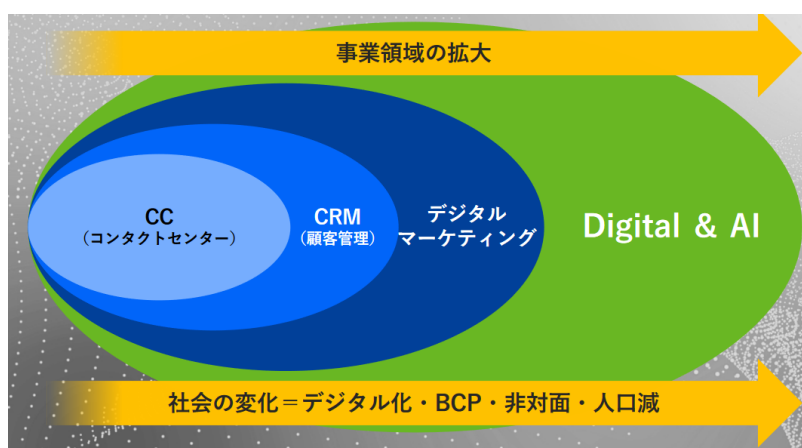 事業領域の拡大
CC
（コンタクトセンター）
CRM
（顧客管理）
デジタル
マーケティング
Digital & AI
社会の変化＝デジタル化・BCP・非対面・人口減